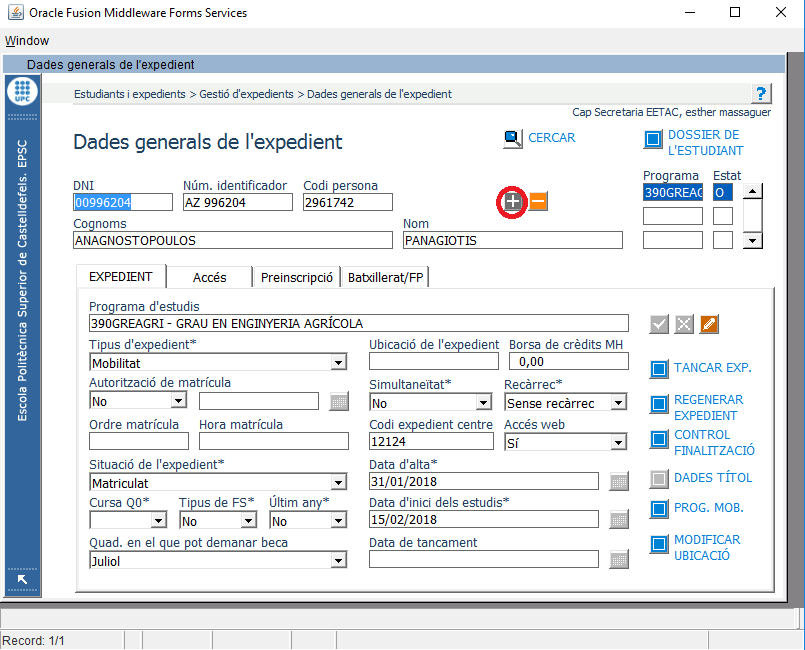 Oracle Fusion Middleware Forms Services
Window
Dades generals de l'expedient
UPC
Escola Politècnica Superior de Castelldefels. EPSC
Estudiants i expedients > Gestió d'expedients > Dades generals de l'expedient
?
Cap Secretaria EETAC, esther massaguer
Dades generals de l'expedient
CERCAR
DOSSIER DE
L'ESTUDIANT
DNI
Núm. identificador
Codi persona
Programa
Estat
00996204
AZ 996204
2961742
390GREAG
O
Cognoms
Nom
ANAGNOSTOPOULOS
PANAGIOTIS
EXPEDIENT
Accés
Preinscripció
Batxillerat/FP
Programa d'estudis
390GREAGRI - GRAU EN ENGINYERIA AGRÍCOLA
Tipus d'expedient*
Ubicació de l'expedient
Borsa de crèdits MH
Mobilitat
0,00
TANCAR EXP.
Autorització de matrícula
Simultaneïtat*
Recàrrec*
No
No
Sense recàrrec
REGENERAR
EXPEDIENT
Ordre matrícula
Hora matrícula
Codi expedient centre
Accés web
12124
Sí
CONTROL
FINALITZACIÓ
Situació de l'expedient*
Data d'alta*
Matriculat
31/01/2018
DADES TÍTOL
Cursa Q0*
Tipus de FS*
Últim any*
Data d'inici dels estudis*
No
No
15/02/2018
PROG. MOB.
Quad. en el que pot demanar beca
Data de tancament
Juliol
MODIFICAR
UBICACIÓ
Record: 1/1